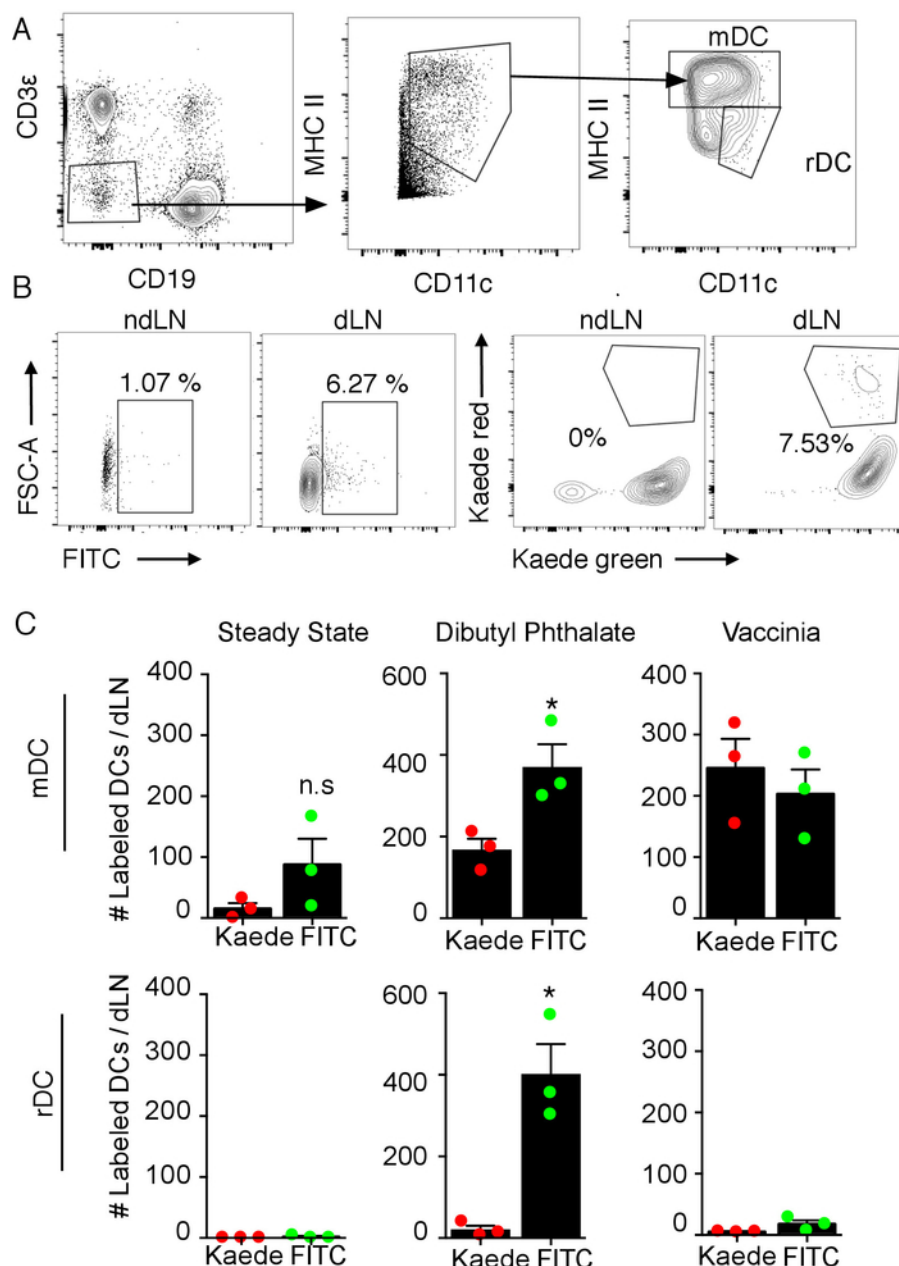 A
CD3ε
CD19
MHC II
CD11c
MHC II
mDC
rDC
CD11c
B
ndLN
dLN
ndLN
dLN
FSC-A
1.07 %
6.27 %
FITC
Kaede red
0%
7.53%
Kaede green
C
Steady State
Dibutyl Phthalate
Vaccinia
mDC
# Labeled DCs / dLN
400
300
200
100
0
n.s
Kaede FITC
600
400
200
0
*
Kaede FITC
400
300
200
100
0
Kaede FITC
rDC
# Labeled DCs / dLN
400
300
200
100
0
Kaede FITC
600
400
200
0
*
Kaede FITC
400
300
200
100
0
Kaede FITC